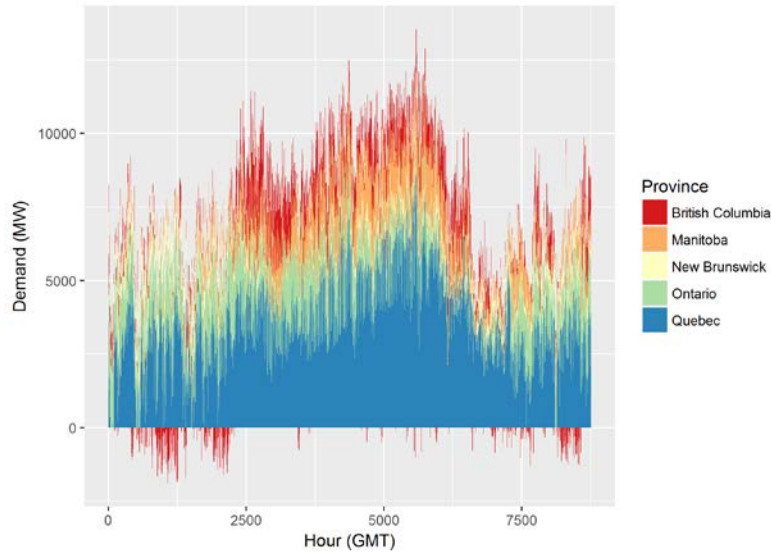 10000
5000
0
Demand (MW)
0
2500
5000
7500
Hour (GMT)
Province
British Columbia
Manitoba
New Brunswick
Ontario
Quebec